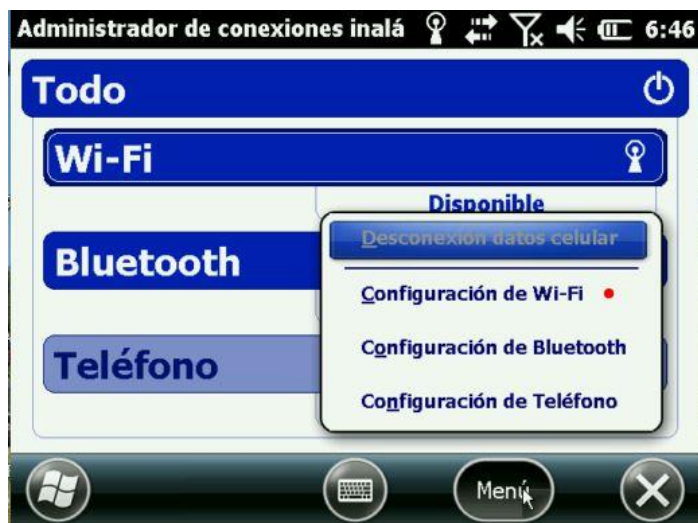 Administrador de conexiones inalá 6:46
Todo
Wi-Fi
Disponible
Desconexión datos celular
Bluetooth
Configuración de Wi-Fi
Configuración de Bluetooth
Teléfono
Configuración de Teléfono
Menú